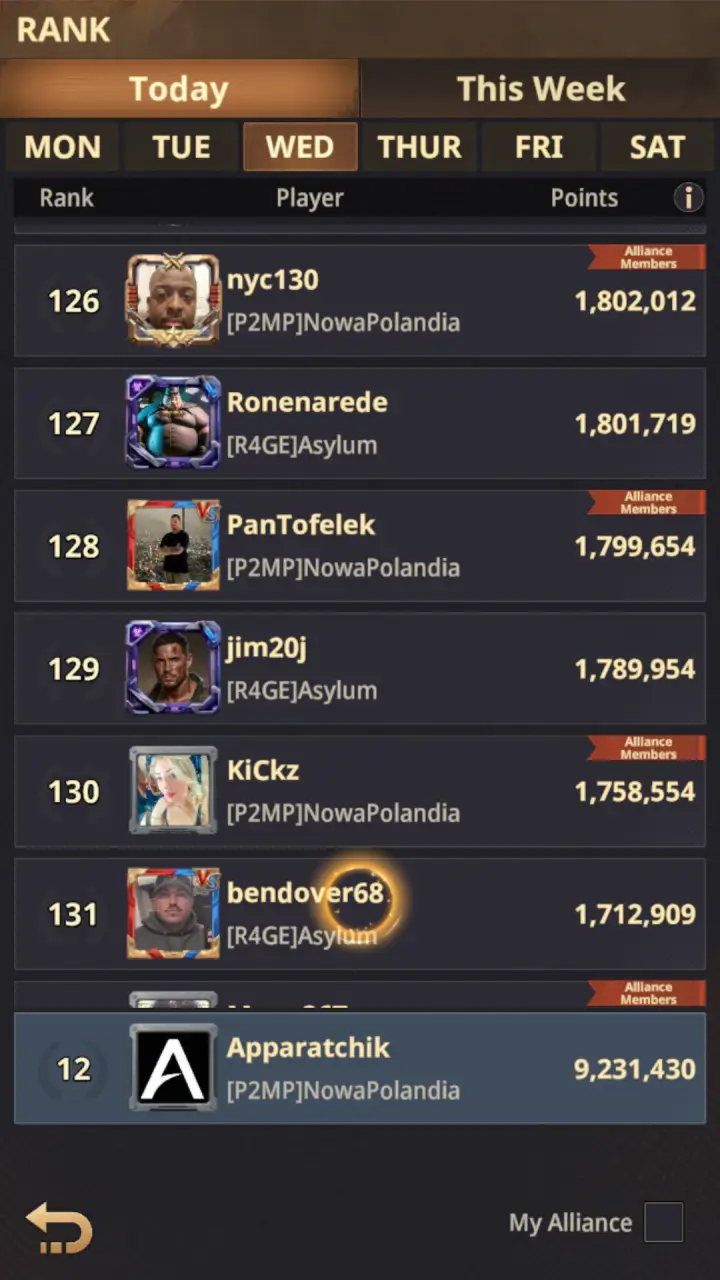 RANK
Today
This Week
MON
TUE
WED
THUR
FRI
SAT
Rank
Player
Points
Alliance
Members
126
nyc130
[P2MP]NowaPolandia
1,802,012
127
Ronenarede
[R4GE]Asylum
1,801,719
Alliance
Members
128
PanTofelek
[P2MP]NowaPolandia
1,799,654
129
jim20j
[R4GE]Asylum
1,789,954
Alliance
Members
130
KiCkz
[P2MP]NowaPolandia
1,758,554
131
bendover68
[R4GE]Asylum
1,712,909
Alliance
Members
12
Apparatchik
[P2MP]NowaPolandia
9,231,430
My Alliance